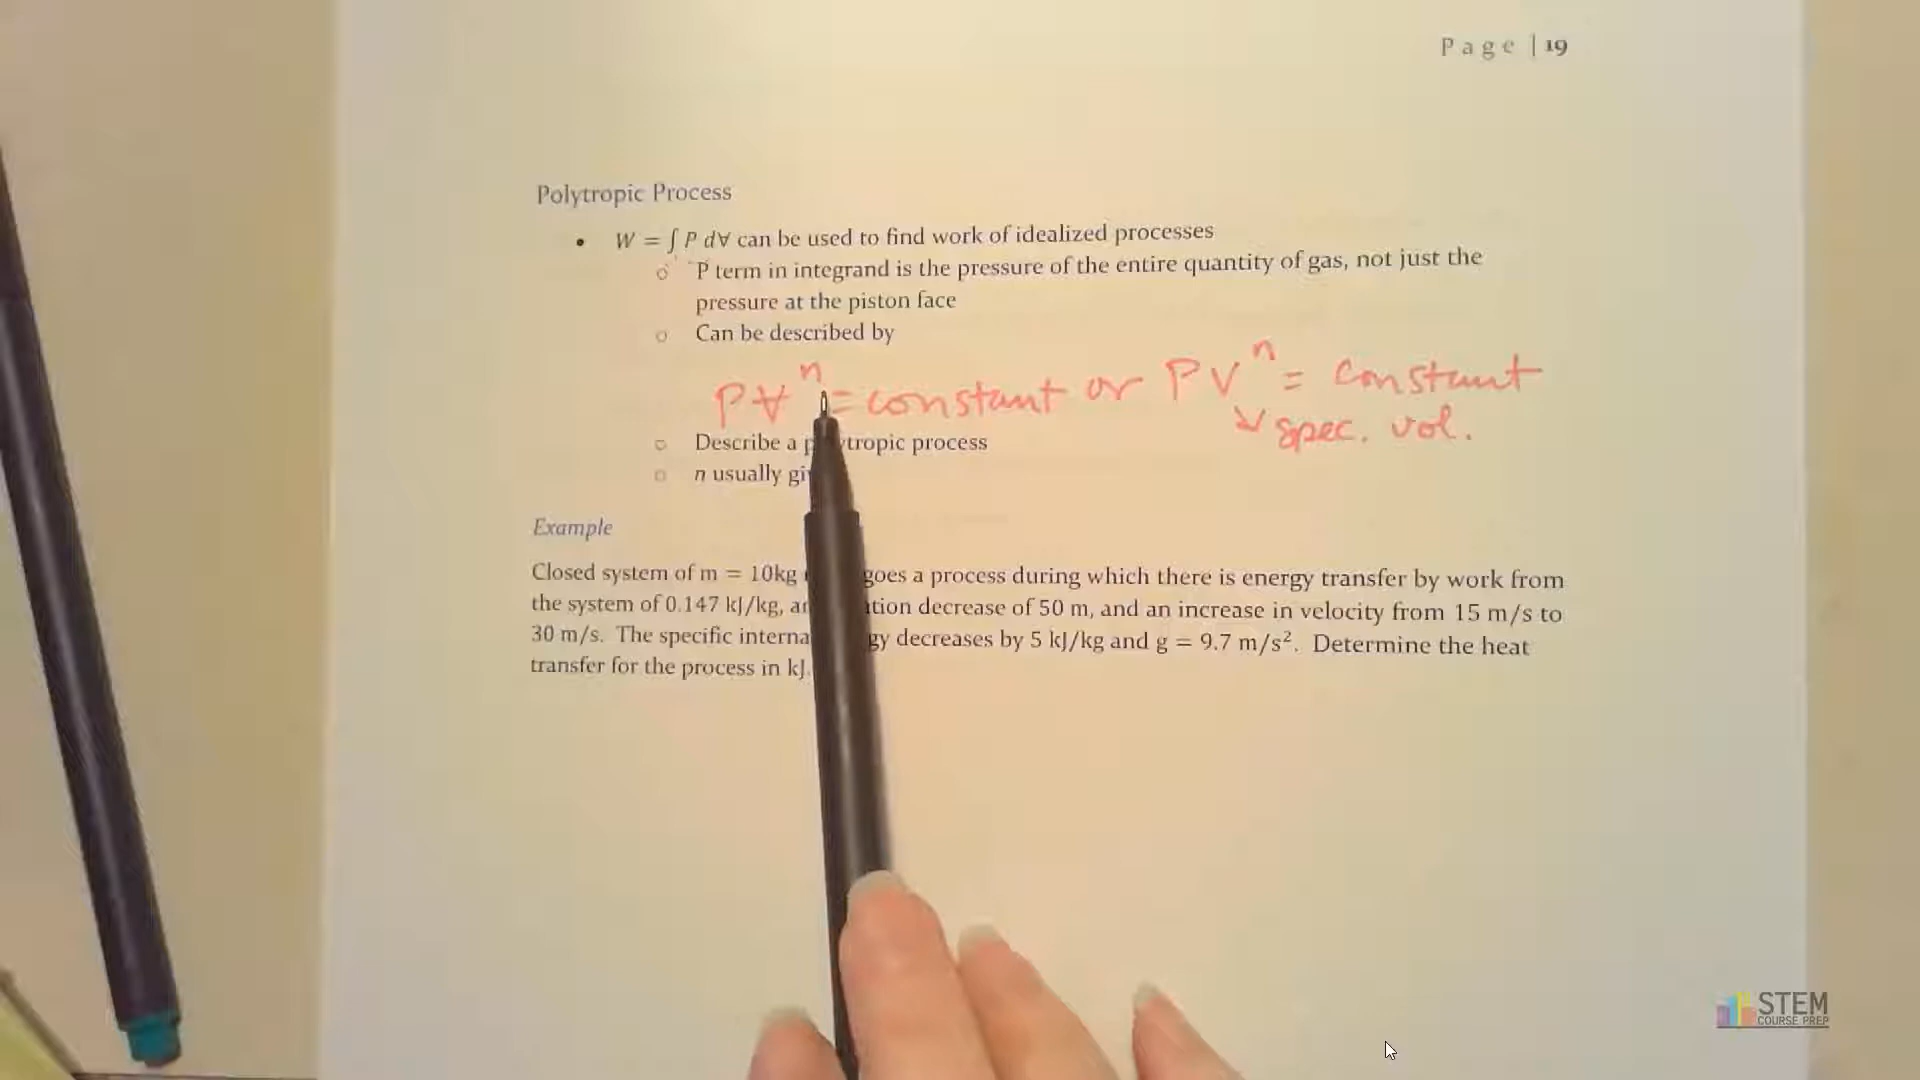 Page | 19
Polytropic Process
• W = ∫ P dV can be used to find work of idealized processes
o P term in integrand is the pressure of the entire quantity of gas, not just the
pressure at the piston face
o Can be described by
PV^n = constant or Pv^n = constant
↘ spec. vol.
o Describe a p tropic process
o n usually gi
Example
Closed system of m = 10kg goes a process during which there is energy transfer by work from
the system of 0.147 kJ/kg, decrease of 50 m, and an increase in velocity from 15 m/s to
30 m/s. The specific interna gy decreases by 5 kJ/kg and g = 9.7 m/s². Determine the heat
transfer for the process in kJ.
STEM
COURSE PREP